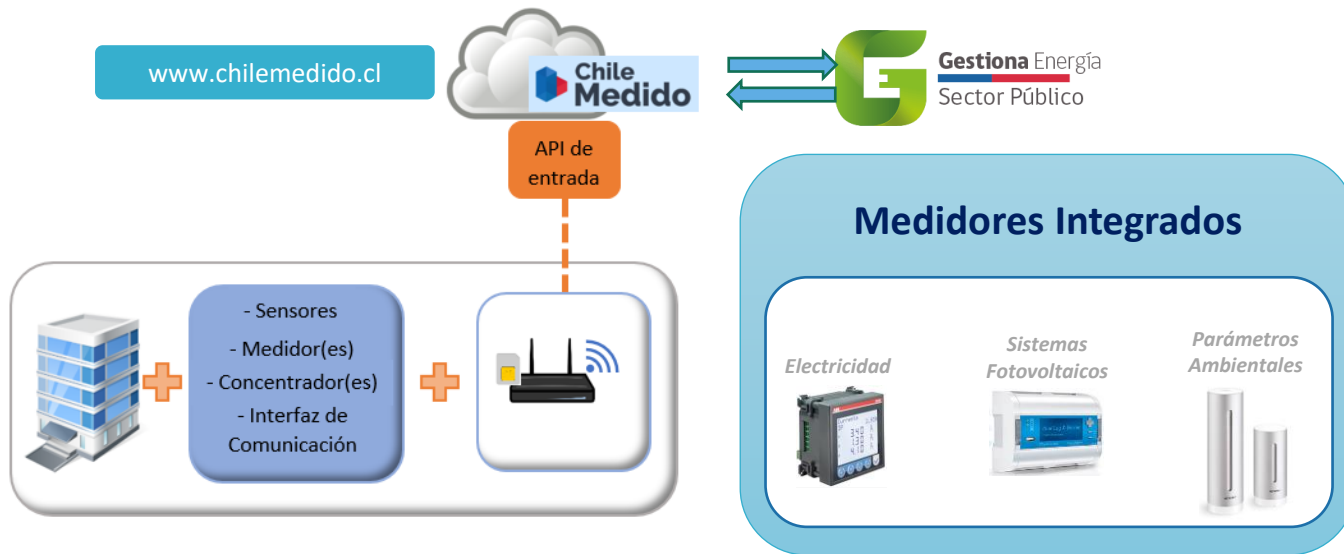 www.chilemedido.cl
Chile
Medido
Gestiona Energía
Sector Público
API de
entrada
Medidores Integrados
- Sensores
- Medidor(es)
- Concentrador(es)
- Interfaz de
Comunicación
Electricidad
Sistemas
Fotovoltaicos
Parámetros
Ambientales
ABB